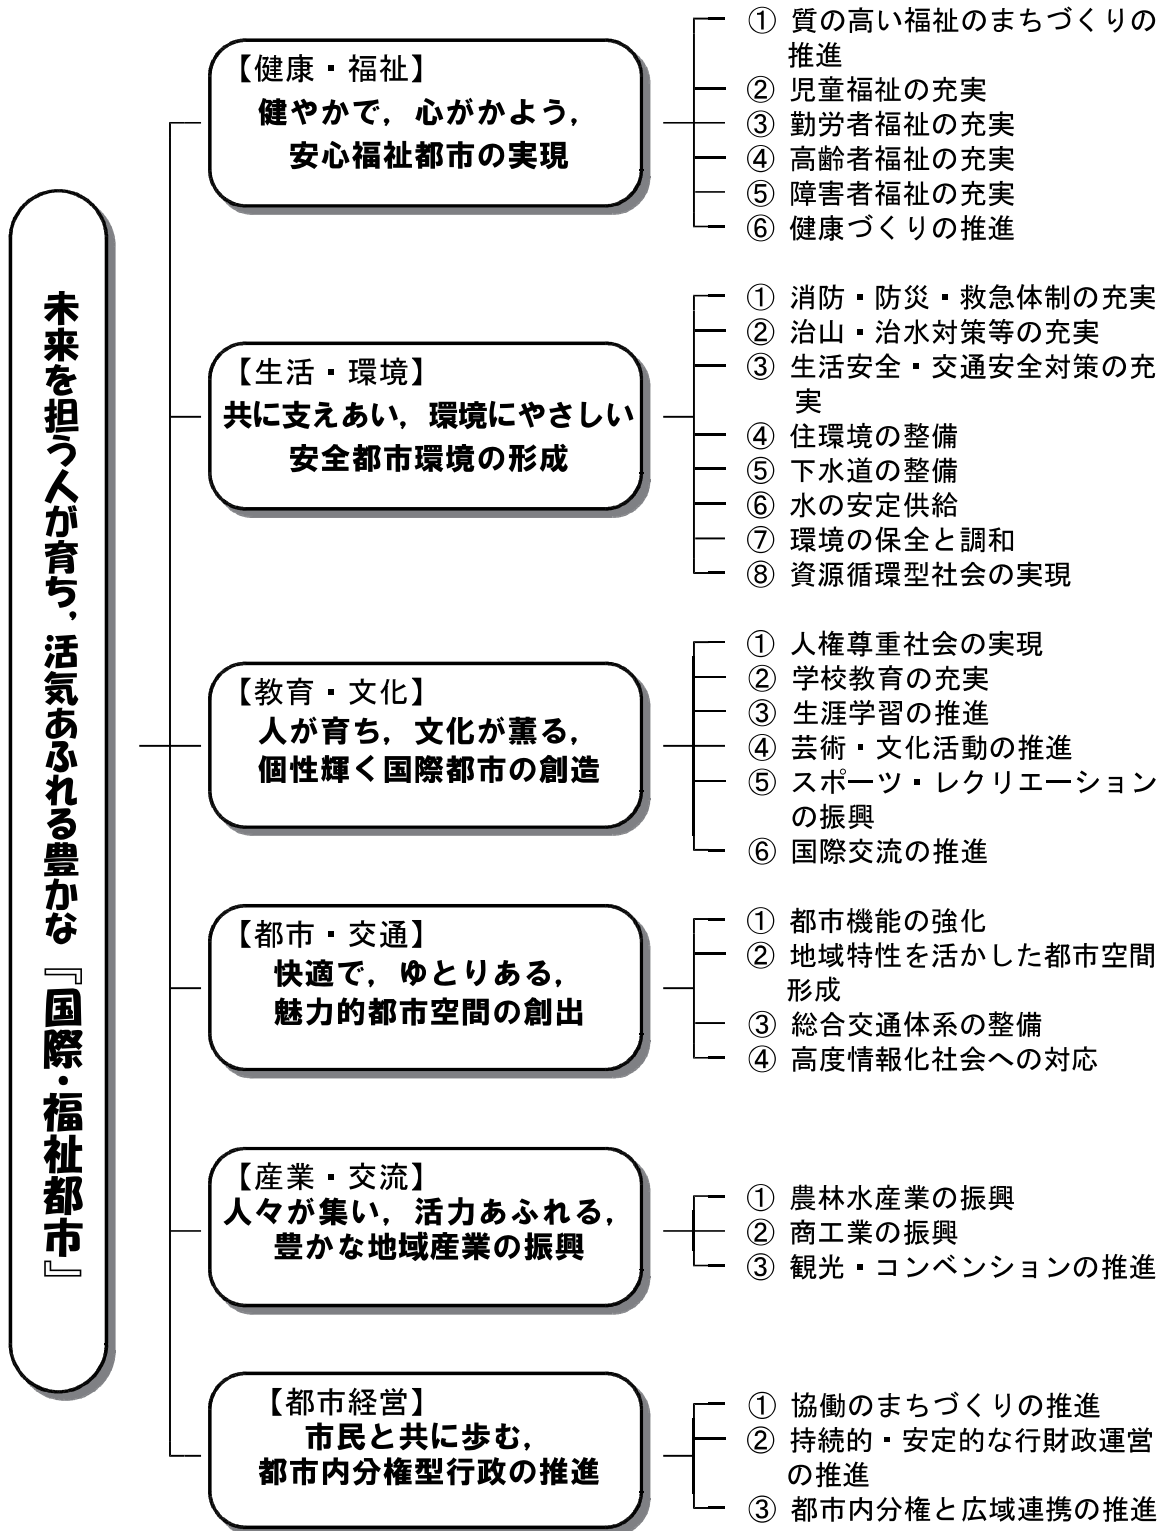 未来を担う人が育ち，活気あふれる豊かな『国際・福祉都市』
【健康・福祉】
健やかで，心がかよう，
安心福祉都市の実現
① 質の高い福祉のまちづくりの
推進
② 児童福祉の充実
③ 勤労者福祉の充実
④ 高齢者福祉の充実
⑤ 障害者福祉の充実
⑥ 健康づくりの推進
【生活・環境】
共に支えあい，環境にやさしい
安全都市環境の形成
① 消防・防災・救急体制の充実
② 治山・治水対策等の充実
③ 生活安全・交通安全対策の充
実
④ 住環境の整備
⑤ 下水道の整備
⑥ 水の安定供給
⑦ 環境の保全と調和
⑧ 資源循環型社会の実現
【教育・文化】
人が育ち，文化が薫る，
個性輝く国際都市の創造
① 人権尊重社会の実現
② 学校教育の充実
③ 生涯学習の推進
④ 芸術・文化活動の推進
⑤ スポーツ・レクリエーション
の振興
⑥ 国際交流の推進
【都市・交通】
快適で，ゆとりある，
魅力的都市空間の創出
① 都市機能の強化
② 地域特性を活かした都市空間
形成
③ 総合交通体系の整備
④ 高度情報化社会への対応
【産業・交流】
人々が集い，活力あふれる，
豊かな地域産業の振興
① 農林水産業の振興
② 商工業の振興
③ 観光・コンベンションの推進
【都市経営】
市民と共に歩む，
都市内分権型行政の推進
① 協働のまちづくりの推進
② 持続的・安定的な行財政運営
の推進
③ 都市内分権と広域連携の推進